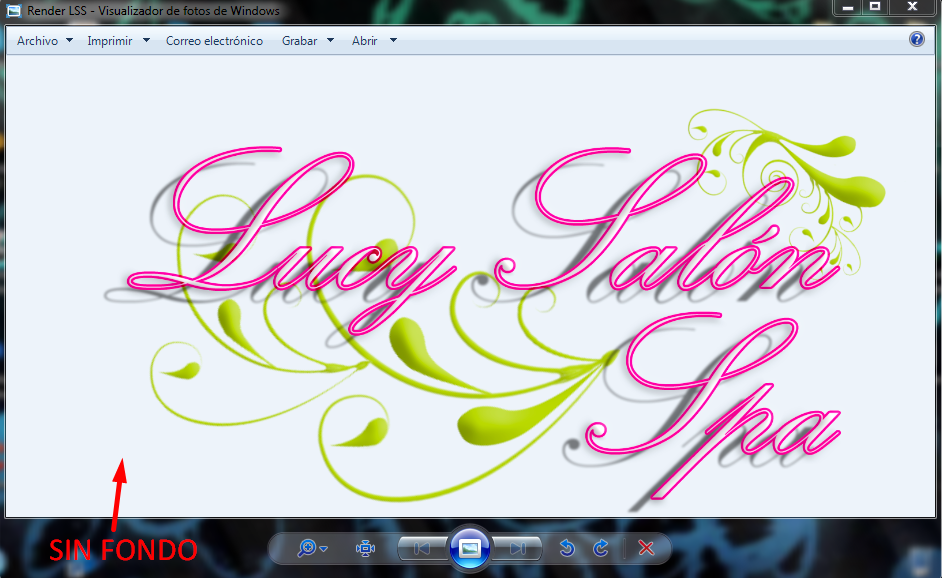 Render LSS - Visualizador de fotos de Windows
Archivo Imprimir Correo electrónico Grabar Abrir
Lucy Salón
Spa
SIN FONDO